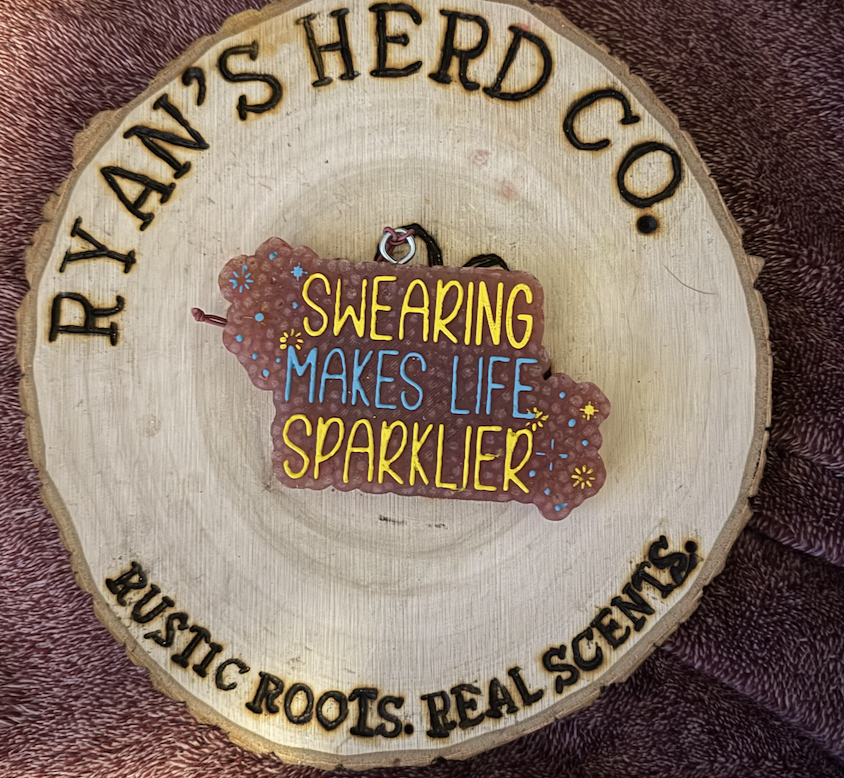 RYAN'S HERD CO.
SWEARING
MAKES LIFE
SPARKLIER
RUSTIC ROOTS. REAL SCENTS.